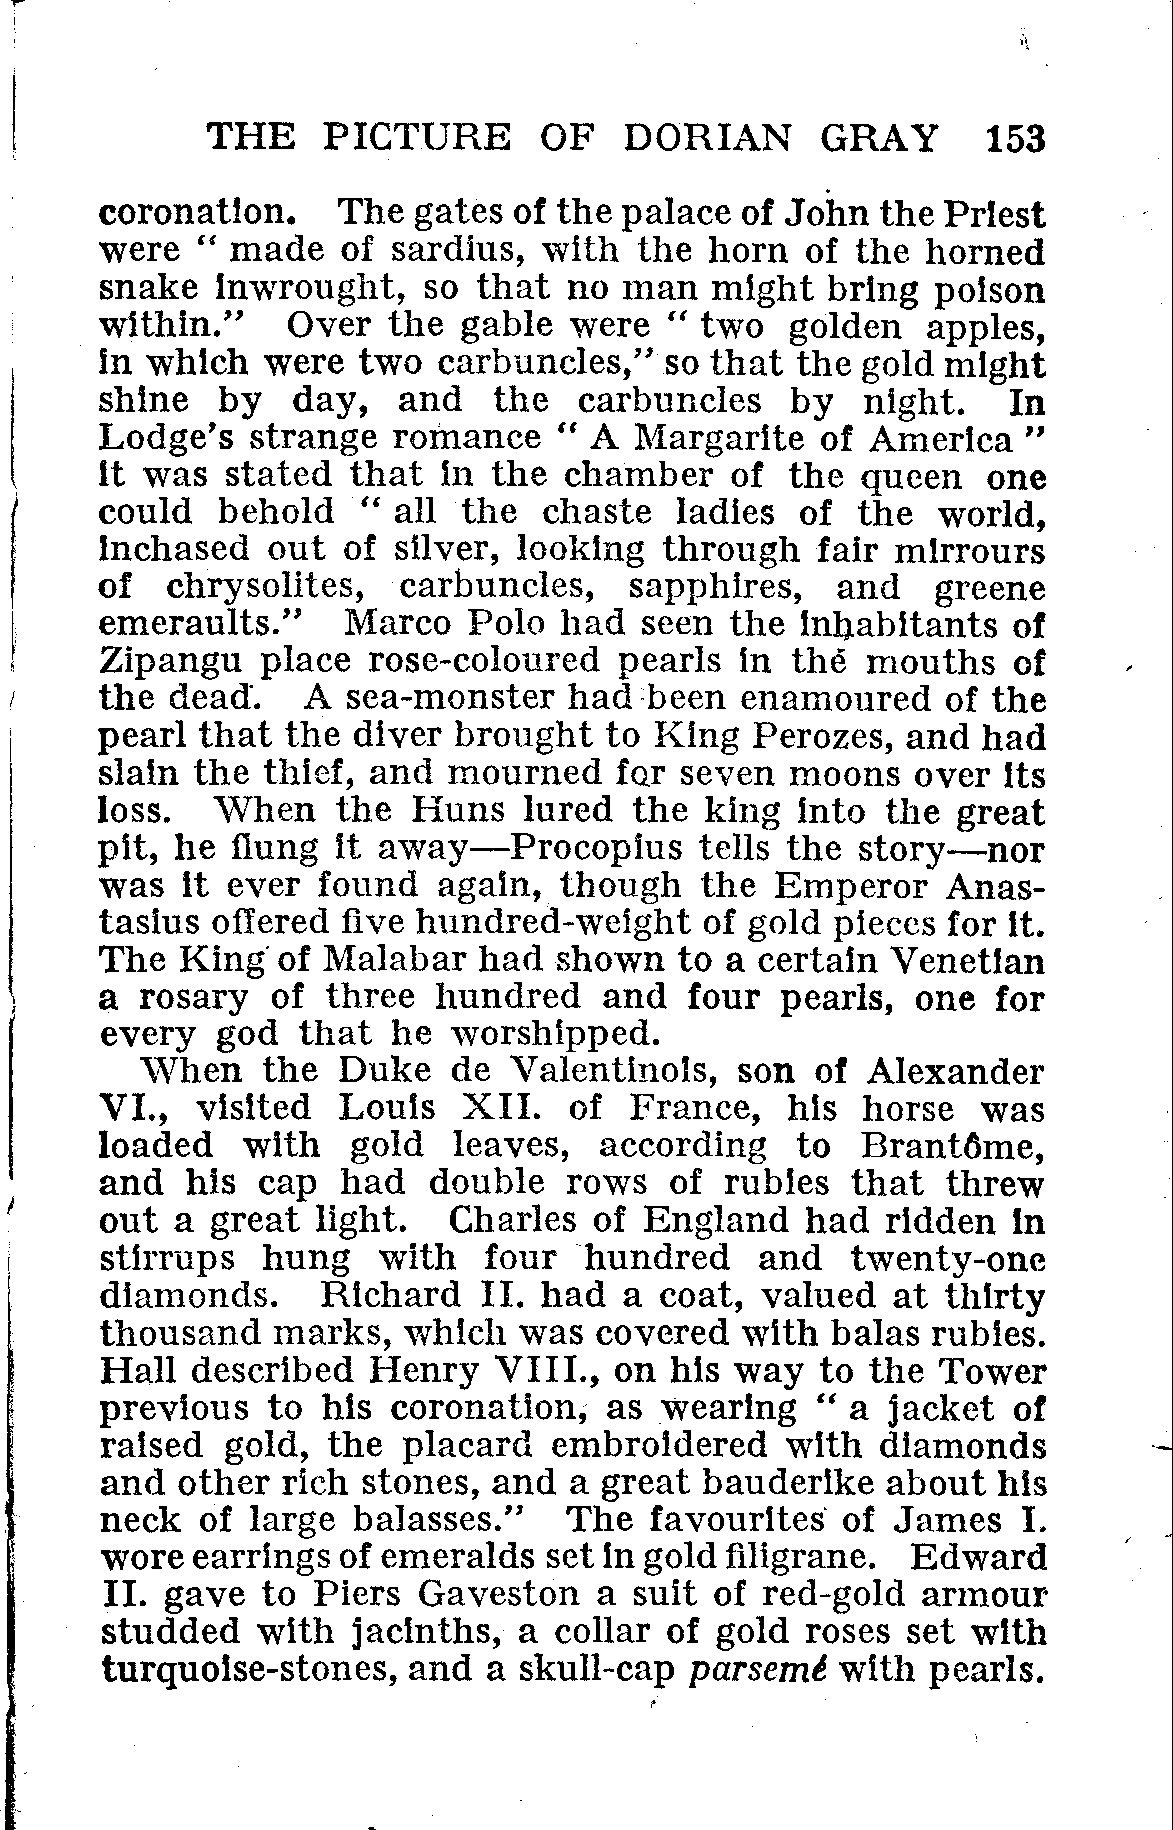 THE PICTURE OF DORIAN GRAY 153
coronation. The gates of the palace of John the Priest
were “ made of sardius, with the horn of the horned
snake inwrought, so that no man might bring poison
within.” Over the gable were “ two golden apples,
in which were two carbuncles,” so that the gold might
shine by day, and the carbuncles by night. In
Lodge’s strange romance “ A Margarite of America ”
it was stated that in the chamber of the queen one
could behold “ all the chaste ladies of the world,
inchased out of silver, looking through fair mirrours
of chrysolites, carbuncles, sapphires, and greene
emeraults.” Marco Polo had seen the inhabitants of
Zipangu place rose-coloured pearls in the mouths of
the dead. A sea-monster had been enamoured of the
pearl that the diver brought to King Perozes, and had
slain the thief, and mourned for seven moons over its
loss. When the Huns lured the king into the great
pit, he flung it away—Procopius tells the story—nor
was it ever found again, though the Emperor Anas-
tasius offered five hundred-weight of gold pieces for it.
The King of Malabar had shown to a certain Venetian
a rosary of three hundred and four pearls, one for
every god that he worshipped.
When the Duke de Valentinois, son of Alexander
VI., visited Louis XII. of France, his horse was
loaded with gold leaves, according to Brantôme,
and his cap had double rows of rubies that threw
out a great light. Charles of England had ridden in
stirrups hung with four hundred and twenty-one
diamonds. Richard II. had a coat, valued at thirty
thousand marks, which was covered with balas rubies.
Hall described Henry VIII., on his way to the Tower
previous to his coronation, as wearing “ a jacket of
raised gold, the placard embroidered with diamonds
and other rich stones, and a great bauderike about his
neck of large balasses.” The favourites of James I.
wore earrings of emeralds set in gold filigrane. Edward
II. gave to Piers Gaveston a suit of red-gold armour
studded with jacinths, a collar of gold roses set with
turquoise-stones, and a skull-cap parsemé with pearls.